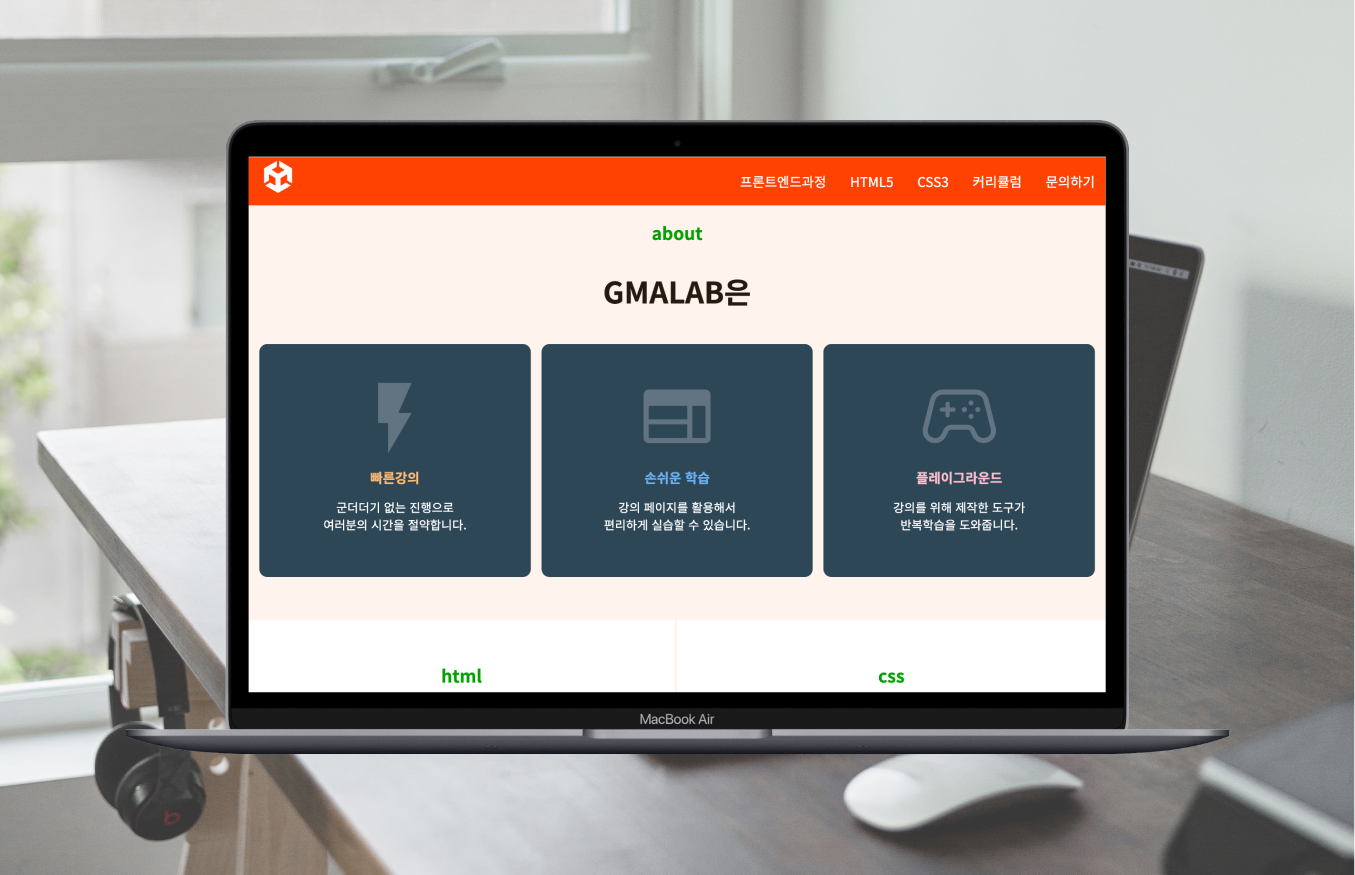 프론트엔드과정 HTML5 CSS3 커리큘럼 문의하기
about
GMALAB은
빠른강의
군더더기 없는 진행으로
여러분의 시간을 절약합니다.
손쉬운 학습
강의 페이지를 활용해서
편리하게 실습할 수 있습니다.
플레이그라운드
강의를 위해 제작한 도구가
반복학습을 도와줍니다.
html
css
MacBook Air